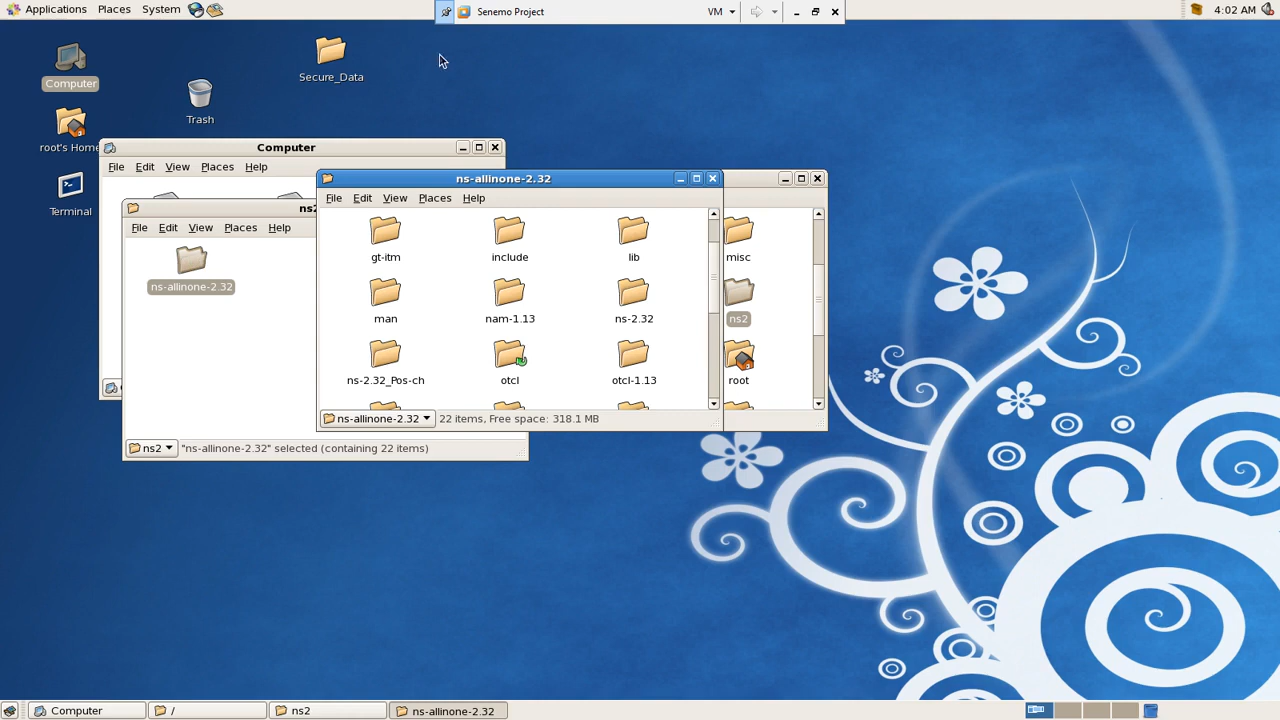 Applications Places System
Senemo Project
VM
4:02 AM
Computer
Secure_Data
Trash
root's Home
Terminal
Computer
File Edit View Places Help
ns2
File Edit View Places Help
ns-allinone-2.32
ns2
"ns-allinone-2.32" selected (containing 22 items)
ns-allinone-2.32
File Edit View Places Help
gt-itm include lib
man nam-1.13 ns-2.32
ns-2.32_Pos-ch otcl otcl-1.13
ns-allinone-2.32
22 items, Free space: 318.1 MB
misc
ns2
root
Computer
/
ns2
ns-allinone-2.32